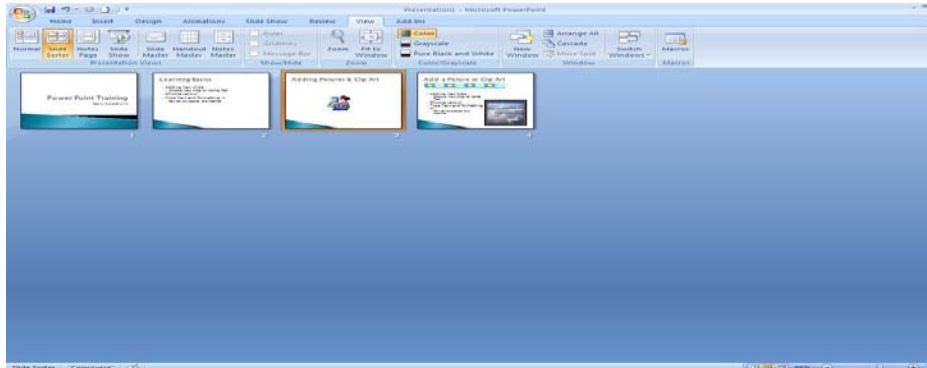 Presentation1 - Microsoft PowerPoint
Home Insert Design Animations Slide Show Review View Add-Ins
Normal Slide Sorter Notes Page Slide Show Slide Master Handout Master Notes Master
Presentation Views
Ruler
Gridlines
Message Bar
Show/Hide
Zoom Fit to Window
Zoom
Color
Grayscale
Pure Black and White
Color/Grayscale
New Window
Arrange All
Cascade
Move Split
Switch Windows
Window
Macros
Macros
Power Point Training
1
Learning Basics
2
Adding Pictures & Clip Art
3
Add a Picture or Clip Art
4
Slide Sorter "Concourse"